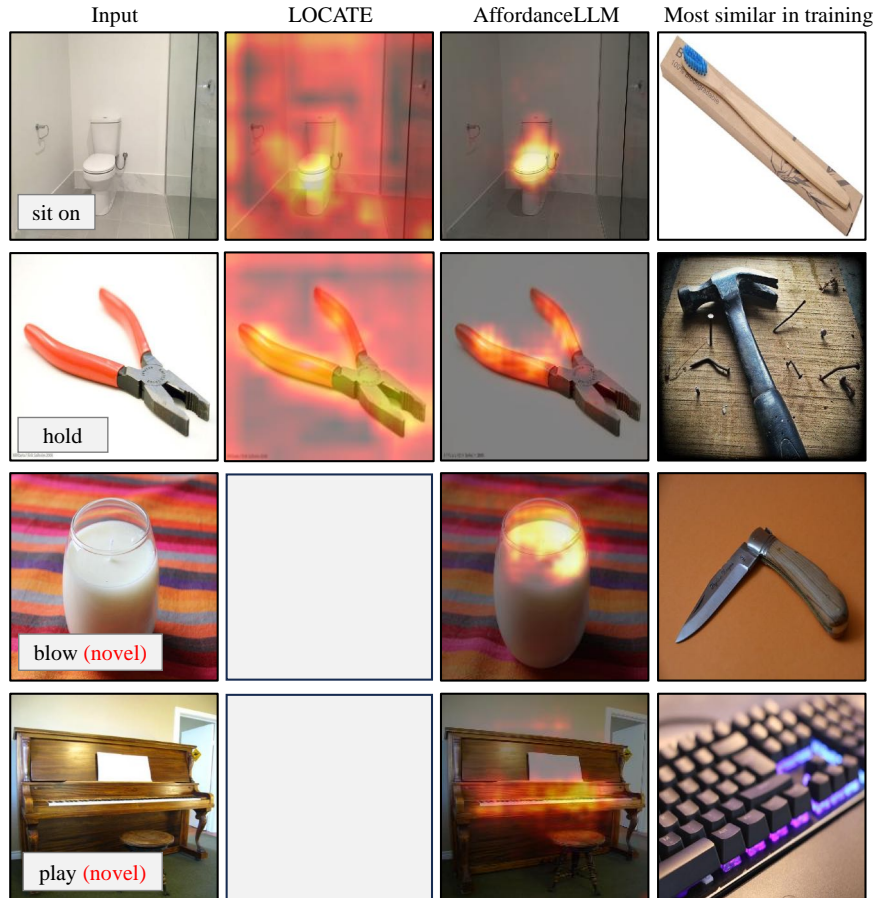 Input LOCATE AffordanceLLM Most similar in training
sit on
hold
blow (novel)
play (novel)